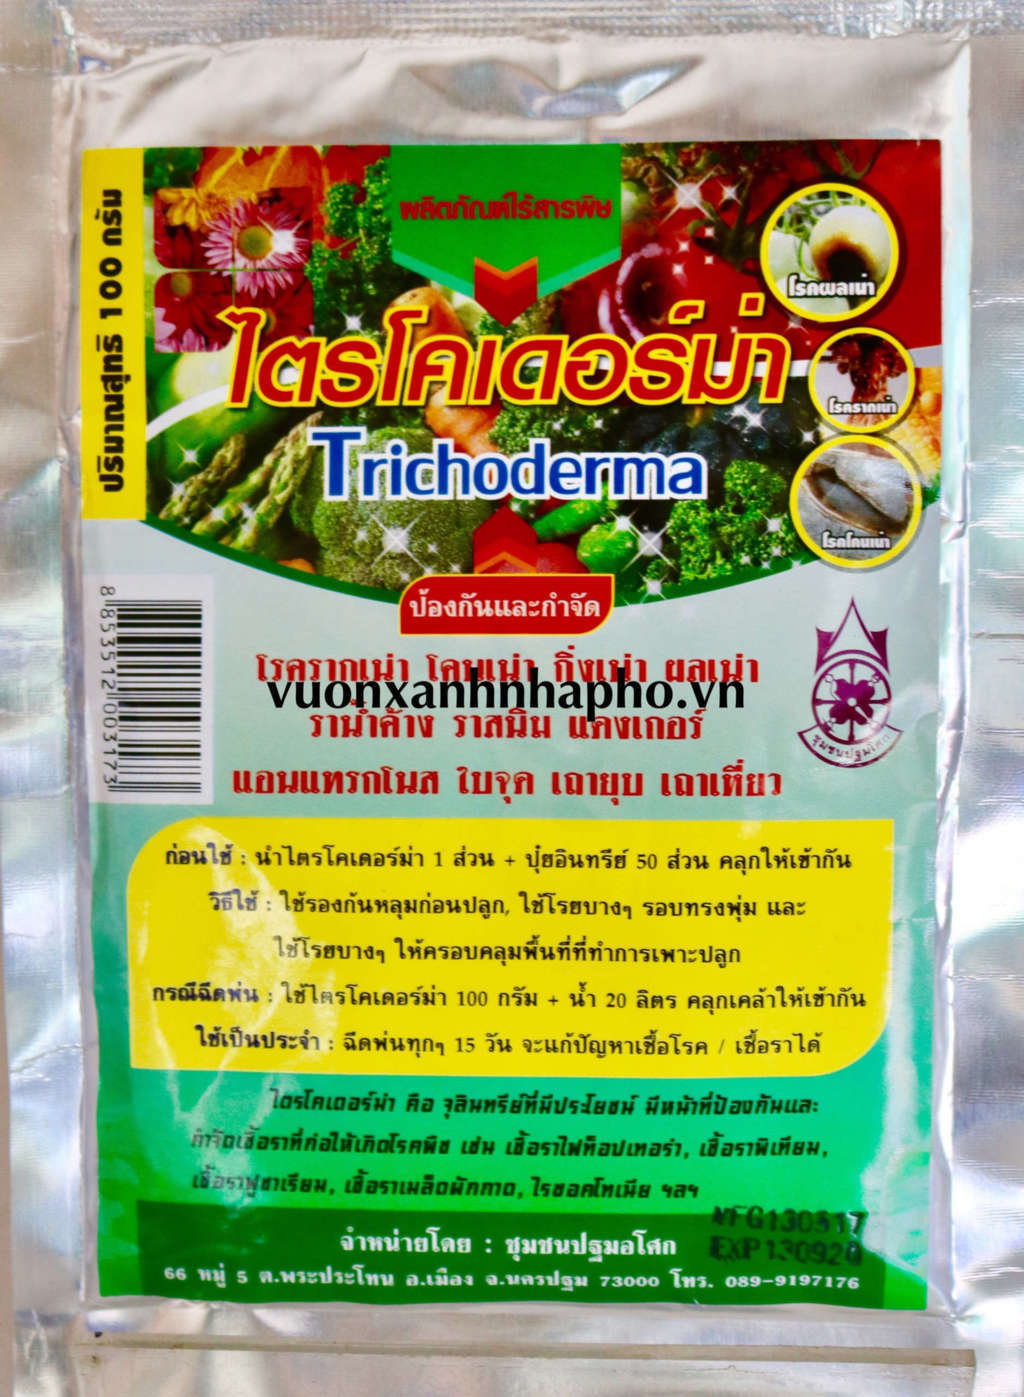 ปริมาณสุทธิ 100 กรัม
ผลิตภัณฑ์ไร้สารพิษ
ไตรโคเดอร์ม่า
Trichoderma
โรคผลเน่า
โรครากเน่า
โรคโคนเน่า
ป้องกันและกำจัด
โรครากเน่า โคนเน่า กิ่งเน่า ผลเน่า
vuonxanhnhapho.vn
ราน้ำค้าง ราสนิม แคงเกอร์
แอนแทรกโนส ใบจุด เถายุบ เถาเหี่ยว
ชุมชนปฐมอโศก
8 853512 003173
ก่อนใช้ : นำไตรโคเดอร์ม่า 1 ส่วน + ปุ๋ยอินทรีย์ 50 ส่วน คลุกให้เข้ากัน
วิธีใช้ : ใช้รองก้นหลุมก่อนปลูก, ใช้โรยบางๆ รอบทรงพุ่ม และ
ใช้โรยบางๆ ให้ครอบคลุมพื้นที่ที่ทำการเพาะปลูก
กรณีฉีดพ่น : ใช้ไตรโคเดอร์ม่า 100 กรัม + น้ำ 20 ลิตร คลุกเคล้าให้เข้ากัน
ใช้เป็นประจำ : ฉีดพ่นทุกๆ 15 วัน จะแก้ปัญหาเชื้อโรค / เชื้อราได้
ไตรโคเดอร์ม่า คือ จุลินทรีย์ที่มีประโยชน์ มีหน้าที่ป้องกันและ
กำจัดเชื้อราที่ก่อให้เกิดโรคพืช เช่น เชื้อราไฟท็อปเทอร่า, เชื้อราพิเทียม,
เชื้อราฟูซาเรียม, เชื้อราเมล็ดผักกาด, ไรซอคโทเนีย ฯลฯ
MFG130317
EXP130920
จำหน่ายโดย : ชุมชนปฐมอโศก
66 หมู่ 5 ต.พระประโทน อ.เมือง จ.นครปฐม 73000 โทร. 089-9197176